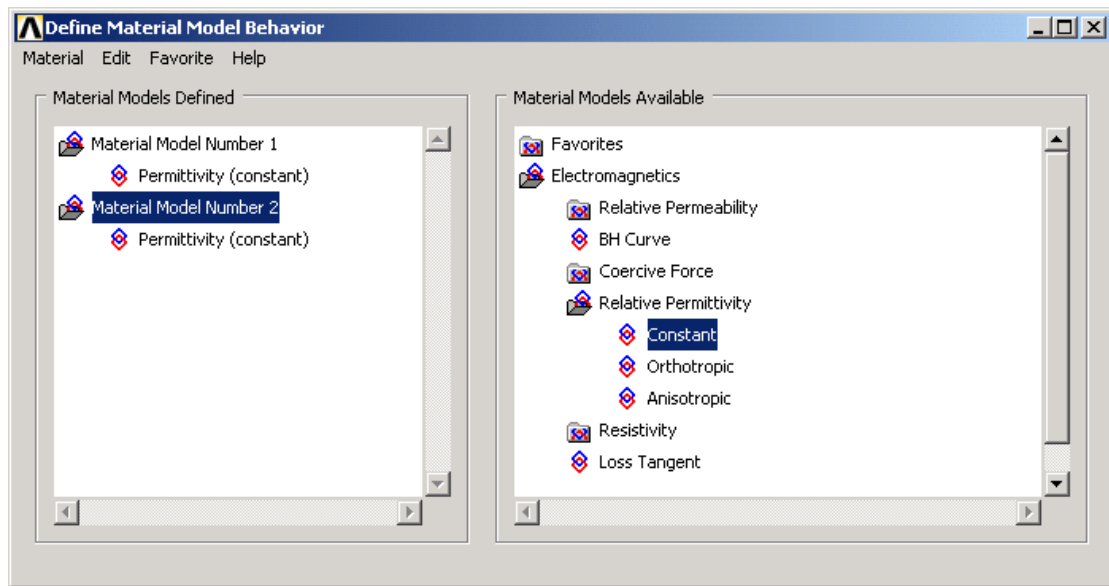 Define Material Model Behavior
Material Edit Favorite Help
Material Models Defined
Material Model Number 1
Permittivity (constant)
Material Model Number 2
Permittivity (constant)
Material Models Available
Favorites
Electromagnetics
Relative Permeability
BH Curve
Coercive Force
Relative Permittivity
Constant
Orthotropic
Anisotropic
Resistivity
Loss Tangent